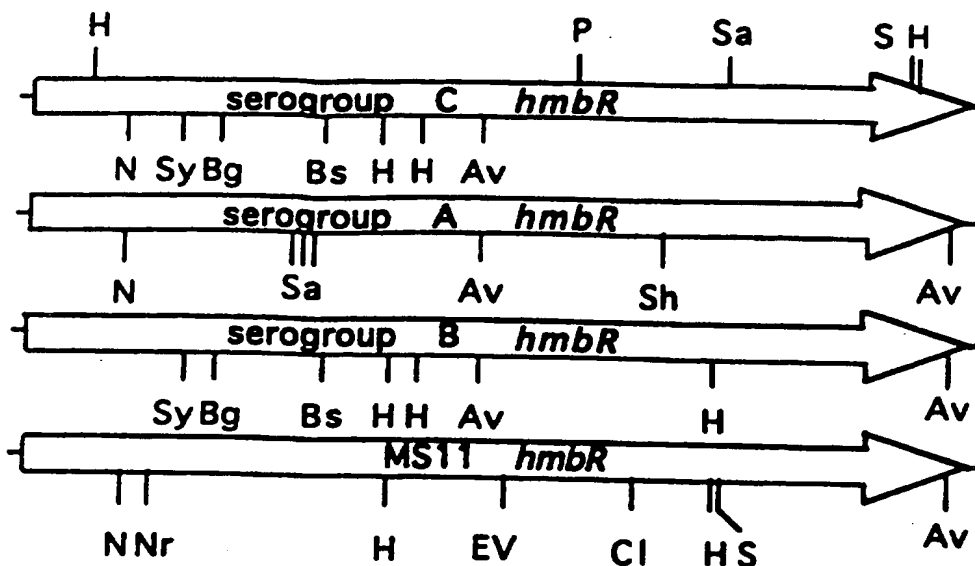 H P Sa S H
serogroup C hmbR
N Sy Bg Bs H H Av
serogroup A hmbR
N Sa Av Sh Av
serogroup B hmbR
Sy Bg Bs H H Av H Av
MS11 hmbR
N Nr H EV Cl H S Av